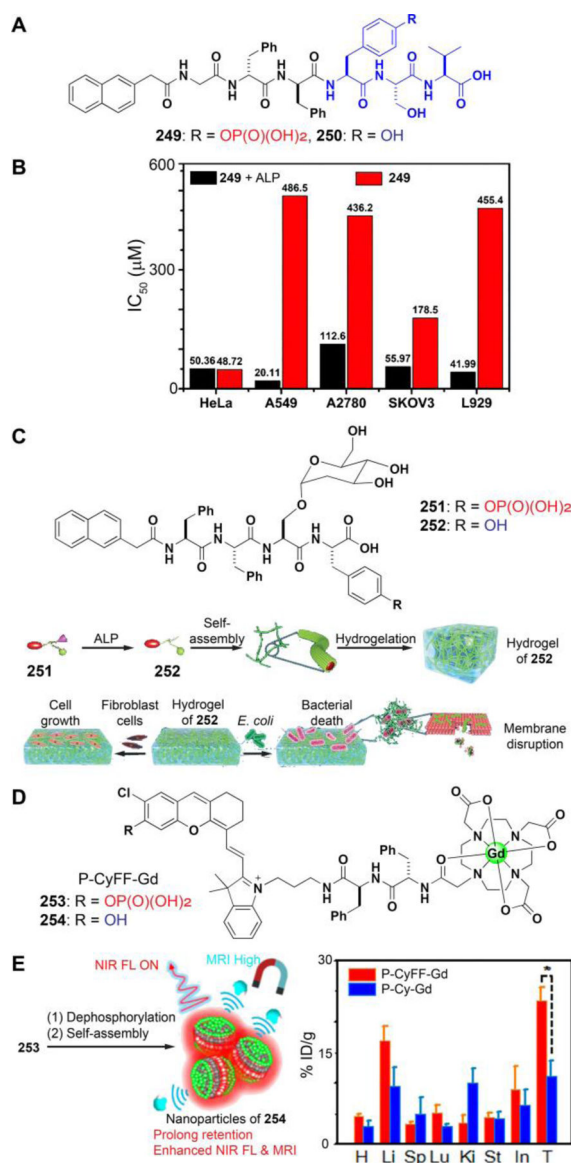 A
R
Ph
O
H
N
O
H
N
O
H
N
O
N
H
O
N
H
O
N
H
O
OH
Ph
OH
249: R = OP(O)(OH)2, 250: R = OH
B
600
300
0
IC50 (μM)
249 + ALP
249
50.36
48.72
20.11
486.5
112.6
436.2
55.97
178.5
41.99
455.4
HeLa
A549
A2780
SKOV3
L929
C
OH
O
OH
OH
O
Ph
O
N
H
O
H
N
O
N
H
O
H
N
O
OH
Ph
R
251: R = OP(O)(OH)2
252: R = OH
251
ALP
252
Self-
assembly
Hydrogelation
Hydrogel
of 252
Cell
growth
Fibroblast
cells
Hydrogel
of 252
E. coli
Bacterial
death
Membrane
disruption
D
Cl
R
O
P-CyFF-Gd
253: R = OP(O)(OH)2
254: R = OH
N
+
H
N
O
Ph
N
H
O
Ph
H
N
O
N
N
N
N
Gd
O
O
O
O
O
O
E
NIR FL ON
MRI High
253
(1) Dephosphorylation
(2) Self-assembly
Nanoparticles of 254
Prolong retention
Enhanced NIR FL & MRI
% ID/g
30
15
0
P-CyFF-Gd
P-Cy-Gd
*
H
Li
Sp
Lu
Ki
St
In
T